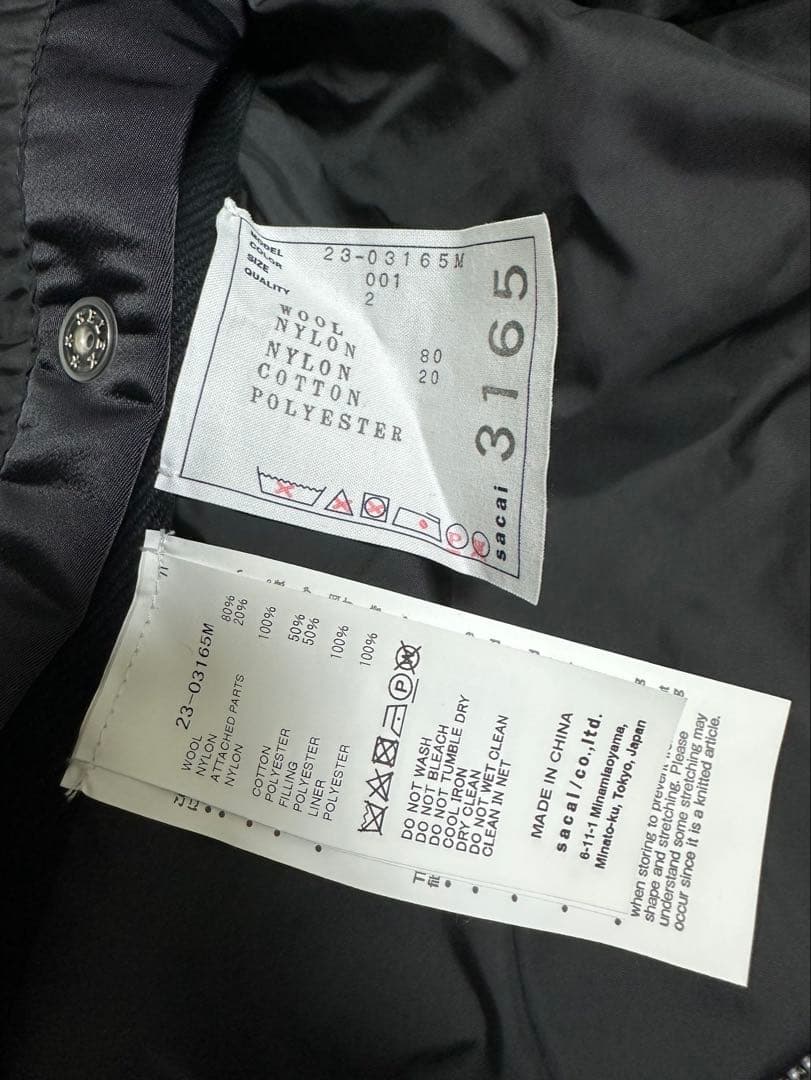 MODEL 23-03165M
COLOR 001
SIZE 2
QUALITY
WOOL 80
NYLON 20
NYLON
COTTON
POLYESTER
sacai 3165
23-03165M
WOOL 80%
NYLON 20%
ATTACHED PARTS
NYLON 100%
COTTON 50%
POLYESTER 50%
FILLING
POLYESTER 100%
LINER
POLYESTER 100%
DO NOT WASH
DO NOT BLEACH
DO NOT TUMBLE DRY
COOL IRON
DRY CLEAN
DO NOT WET CLEAN
CLEAN IN NET
MADE IN CHINA
sacai/co.,ltd.
6-11-1 Minamiaoyama,
Minato-ku, Tokyo, Japan
when storing to prevent
shape and stretching. Please
understand some stretching may
occur since it is a knitted article.